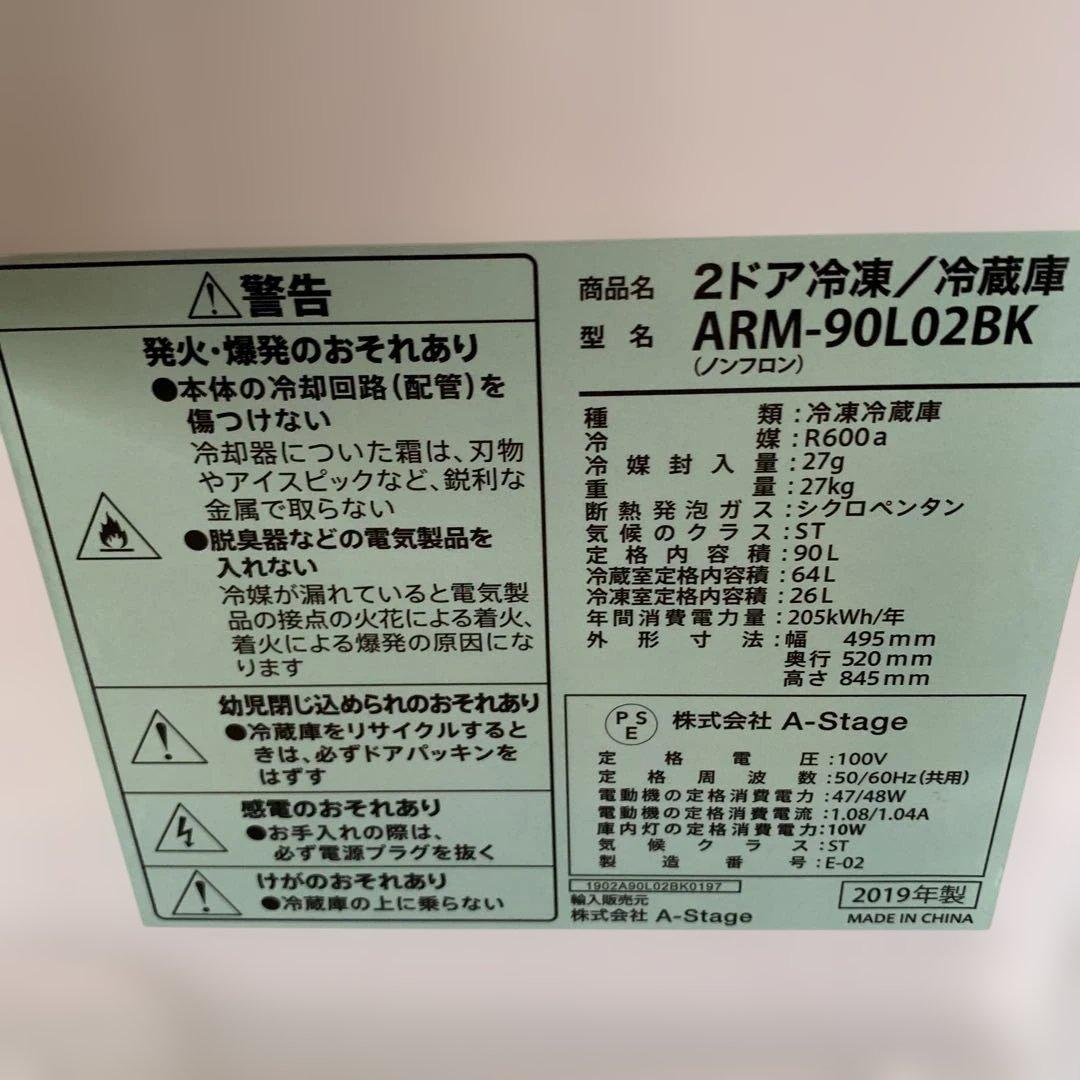 警告
発火・爆発のおそれあり
●本体の冷却回路(配管)を
傷つけない
冷却器についた霜は、刃物
やアイスピックなど、鋭利な
金属で取らない
●脱臭器などの電気製品を
入れない
冷媒が漏れていると電気製
品の接点の火花による着火、
着火による爆発の原因にな
ります
幼児閉じ込められのおそれあり
●冷蔵庫をリサイクルすると
きは、必ずドアパッキンを
はずす
感電のおそれあり
●お手入れの際は、
必ず電源プラグを抜く
けがのおそれあり
●冷蔵庫の上に乗らない
商品名 2ドア冷凍／冷蔵庫
型名 ARM-90L02BK
(ノンフロン)
種類:冷凍冷蔵庫
冷媒:R600a
冷媒封入量:27g
重量:27kg
断熱発泡ガス:シクロペンタン
気候のクラス:ST
定格内容積:90L
冷蔵室定格内容積:64L
冷凍室定格内容積:26L
年間消費電力量:205kWh/年
外形寸法:幅 495mm
奥行 520mm
高さ 845mm
PSE 株式会社 A-Stage
定格電圧:100V
定格周波数:50/60Hz(共用)
電動機の定格消費電力:47/48W
電動機の定格消費電流:1.08/1.04A
庫内灯の定格消費電力:10W
気候クラス:ST
製造番号:E-02
1902A90L02BK0197
輸入販売元
株式会社 A-Stage
2019年製
MADE IN CHINA